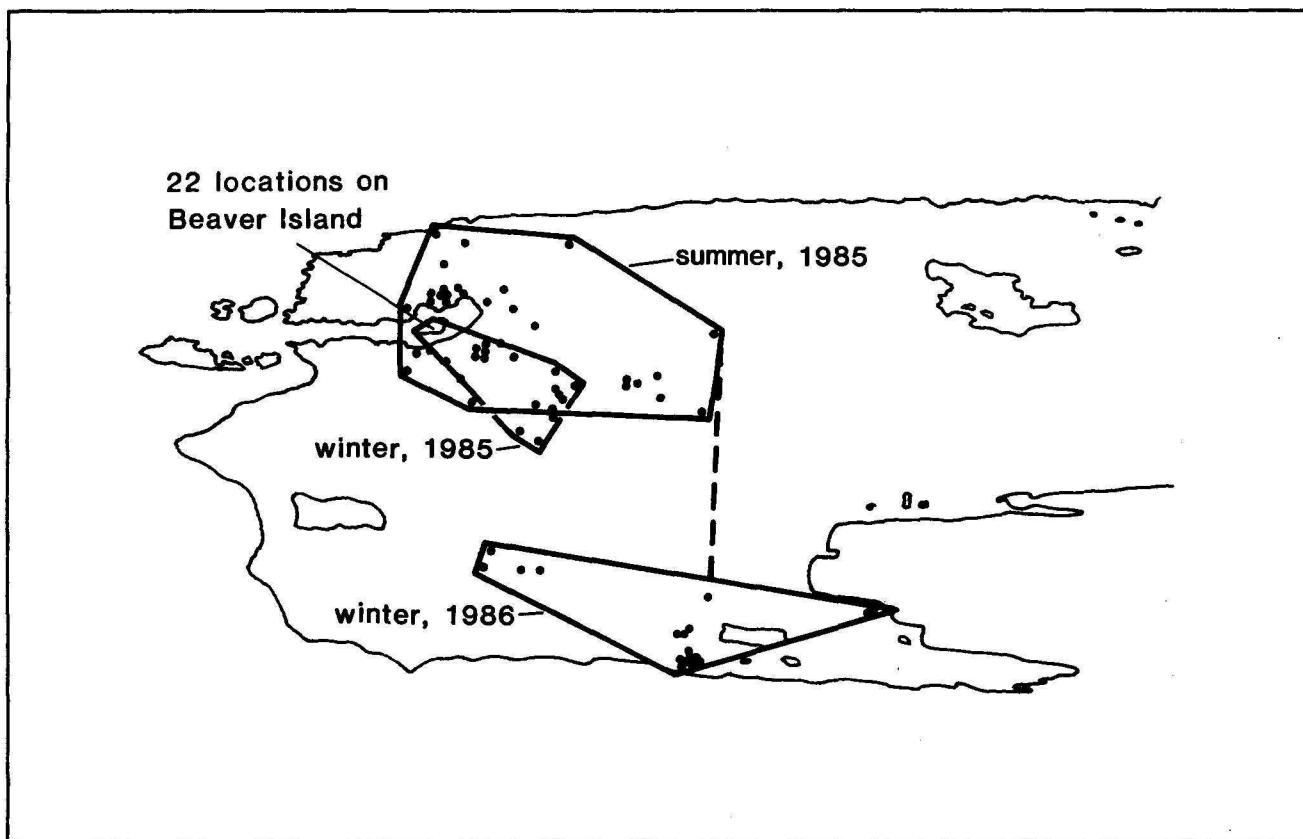 22 locations on
Beaver Island
summer, 1985
winter, 1985
winter, 1986